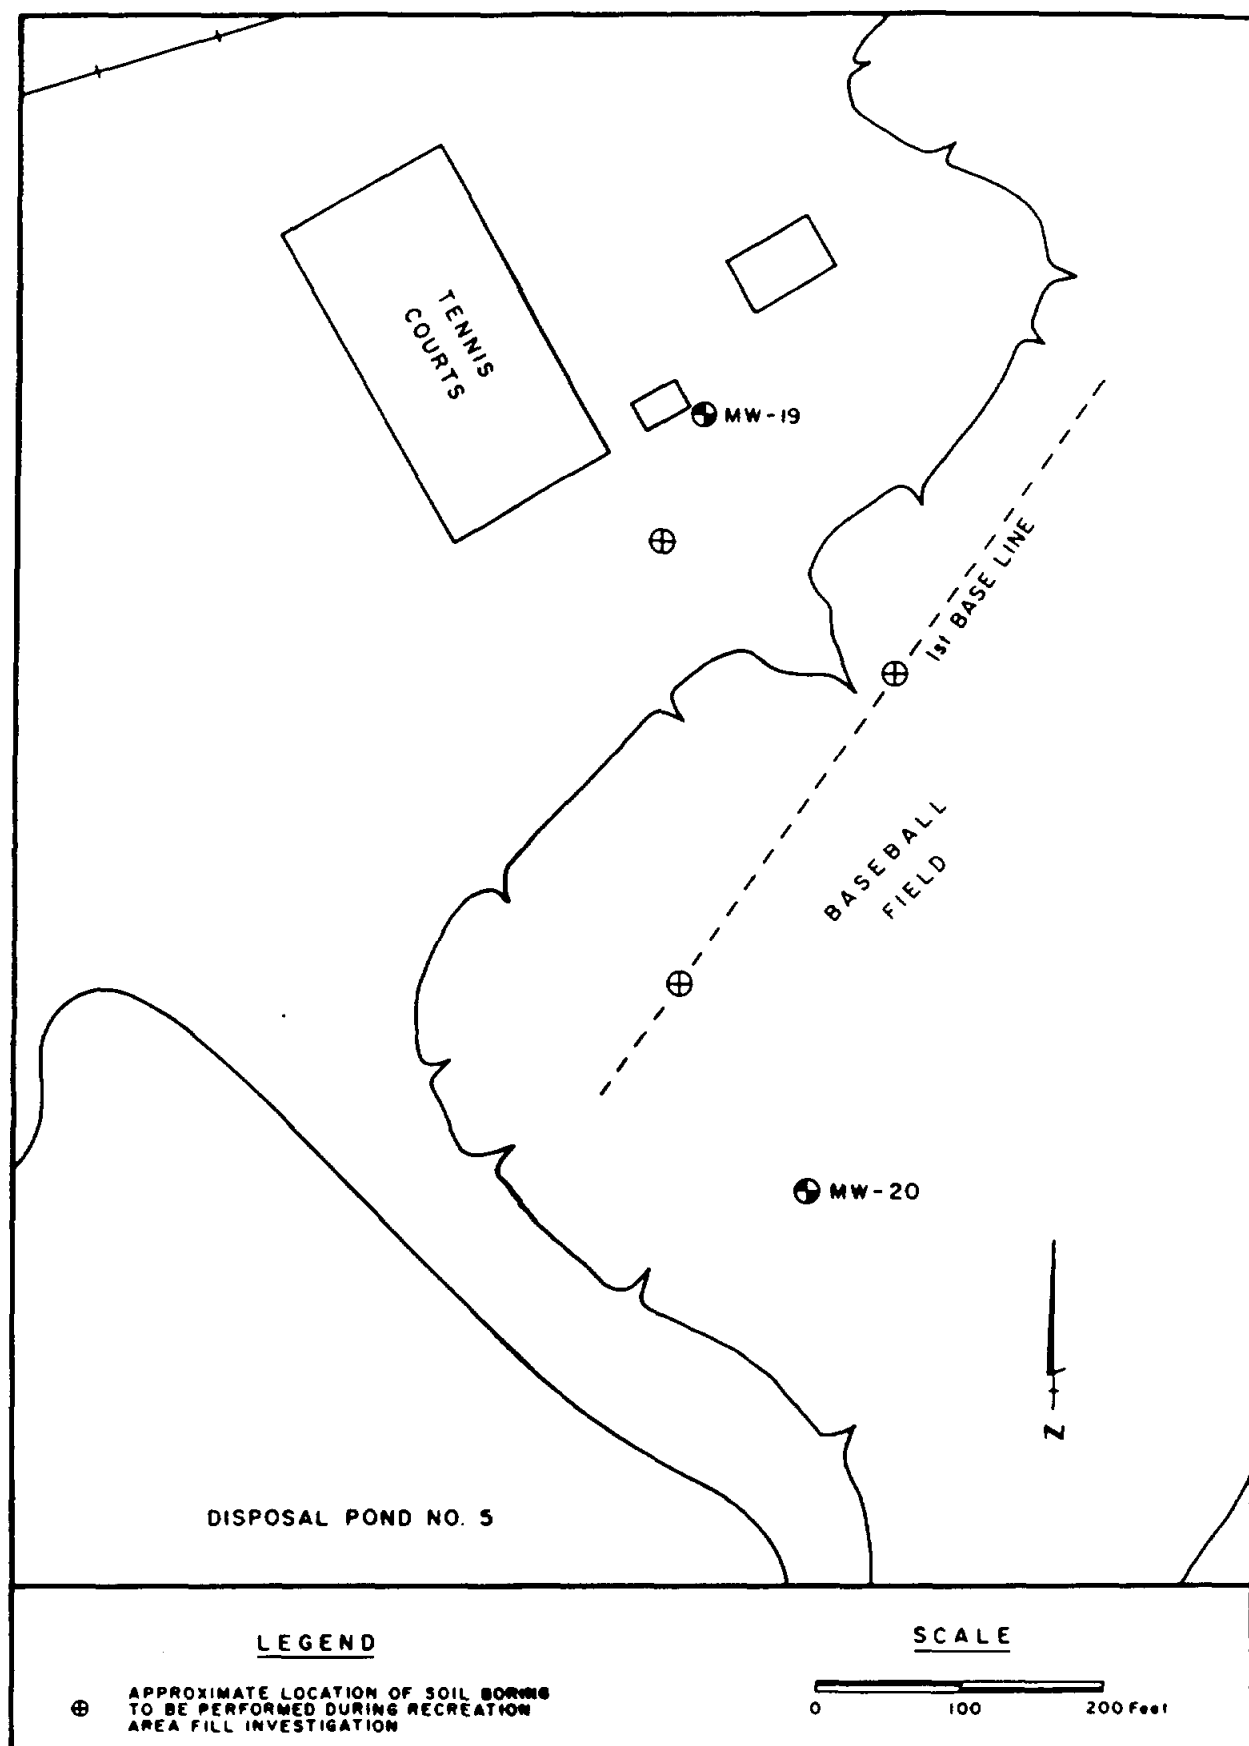 TENNIS
COURTS
MW-19
1st BASE LINE
BASEBALL
FIELD
MW-20
N
DISPOSAL POND NO. 5
LEGEND
⊕ APPROXIMATE LOCATION OF SOIL BORING
TO BE PERFORMED DURING RECREATION
AREA FILL INVESTIGATION
SCALE
0 100 200 Feet